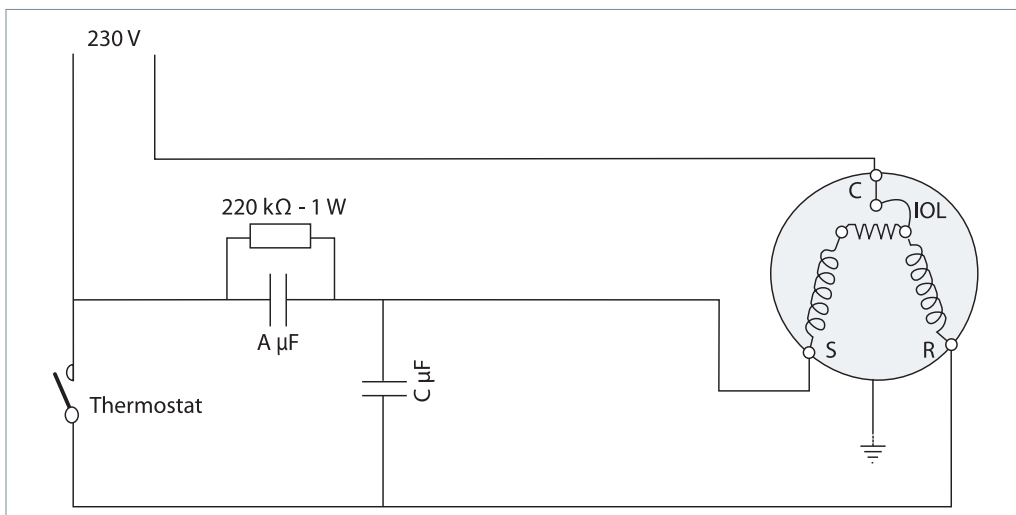 230 V
220 kΩ - 1 W
C
IOL
A µF
C µF
S
R
Thermostat